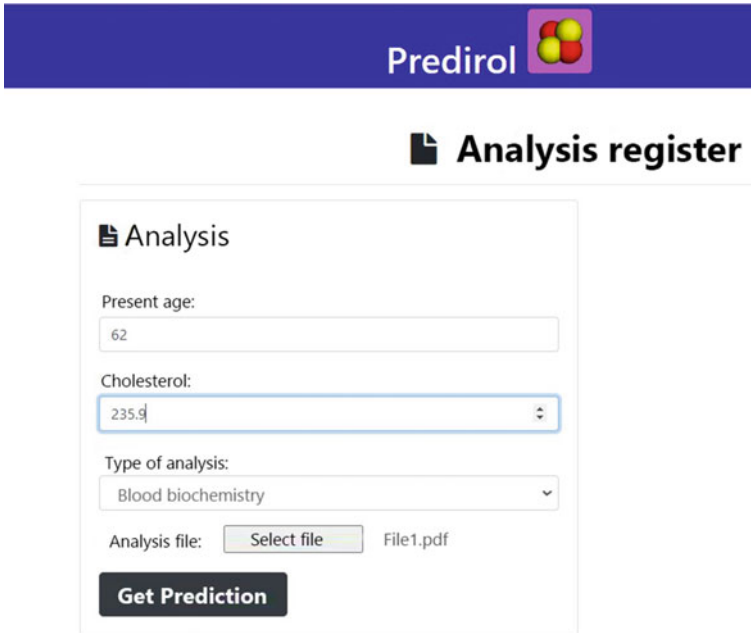 Predirol
Analysis register
Analysis
Present age:
62
Cholesterol:
235.9
Type of analysis:
Blood biochemistry
Analysis file: Select file File1.pdf
Get Prediction